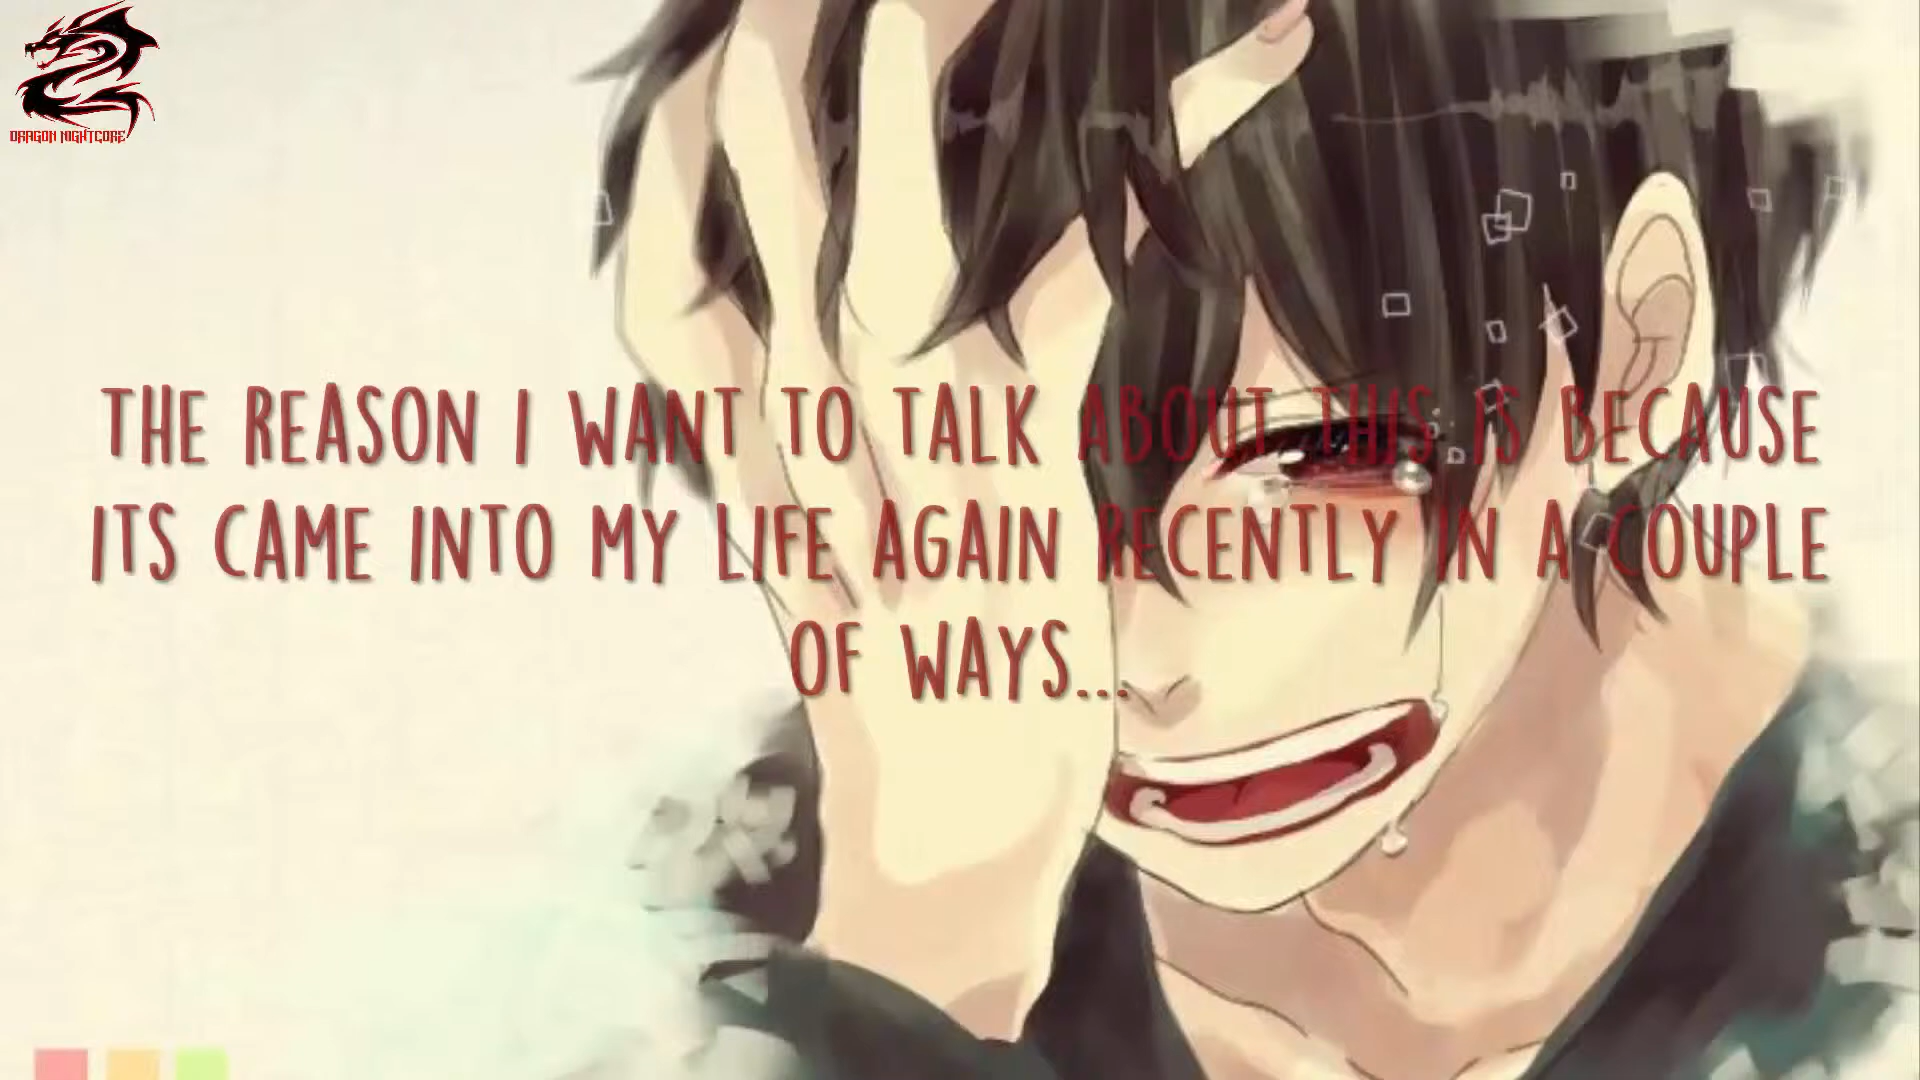 DRAGON NIGHTCORE
THE REASON I WANT TO TALK ABOUT THIS IS BECAUSE
ITS CAME INTO MY LIFE AGAIN RECENTLY IN A COUPLE
OF WAYS...